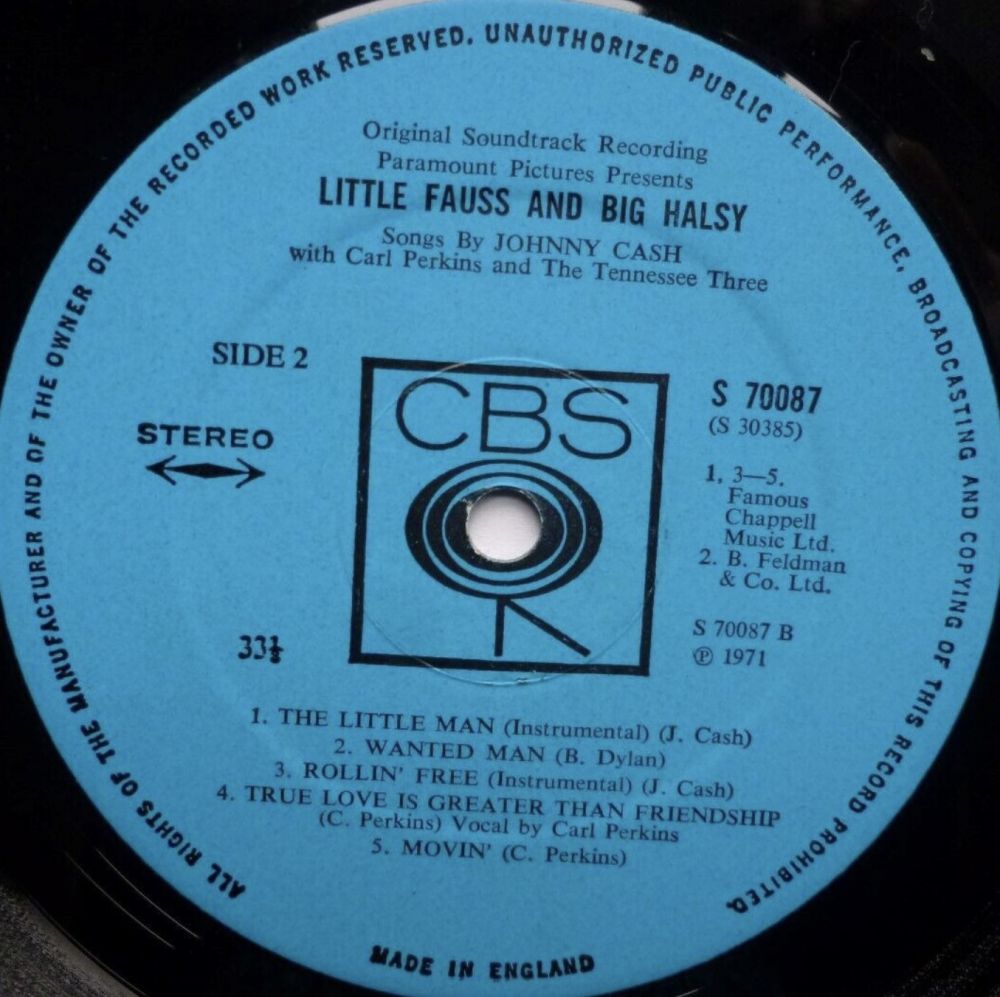 ALL RIGHTS OF THE MANUFACTURER AND OF THE OWNER OF THE RECORDED WORK RESERVED. UNAUTHORIZED PUBLIC PERFORMANCE, BROADCASTING AND COPYING OF THIS RECORD PROHIBITED.
Original Soundtrack Recording
Paramount Pictures Presents
LITTLE FAUSS AND BIG HALSY
Songs By JOHNNY CASH
with Carl Perkins and The Tennessee Three
SIDE 2
STEREO
33⅓
CBS
S 70087
(S 30385)
1, 3—5.
Famous
Chappell
Music Ltd.
2. B. Feldman
& Co. Ltd.
S 70087 B
℗ 1971
1. THE LITTLE MAN (Instrumental) (J. Cash)
2. WANTED MAN (B. Dylan)
3. ROLLIN' FREE (Instrumental) (J. Cash)
4. TRUE LOVE IS GREATER THAN FRIENDSHIP
(C. Perkins) Vocal by Carl Perkins
5. MOVIN' (C. Perkins)
MADE IN ENGLAND